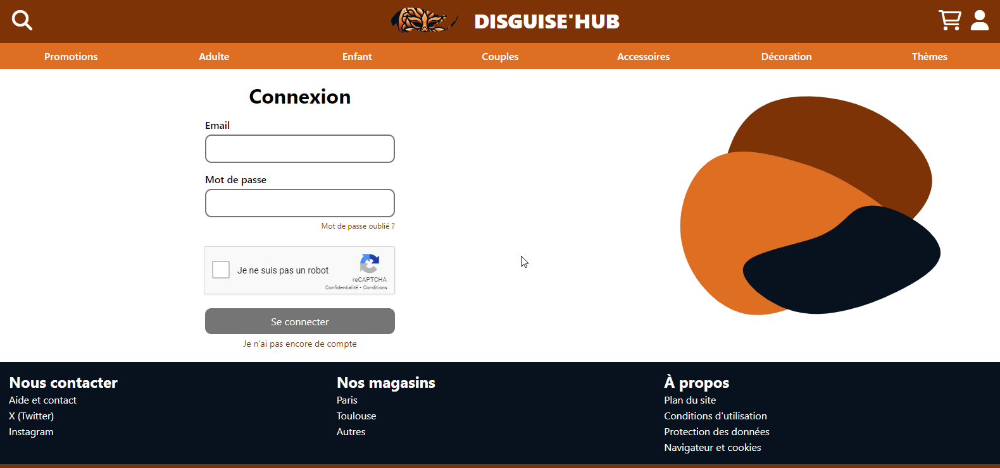 DISGUISE'HUB
Promotions Adulte Enfant Couples Accessoires Décoration Thèmes
Connexion
Email
Mot de passe
Mot de passe oublié ?
Je ne suis pas un robot
reCAPTCHA
Confidentialité - Conditions
Se connecter
Je n'ai pas encore de compte
Nous contacter
Aide et contact
X (Twitter)
Instagram
Nos magasins
Paris
Toulouse
Autres
À propos
Plan du site
Conditions d'utilisation
Protection des données
Navigateur et cookies